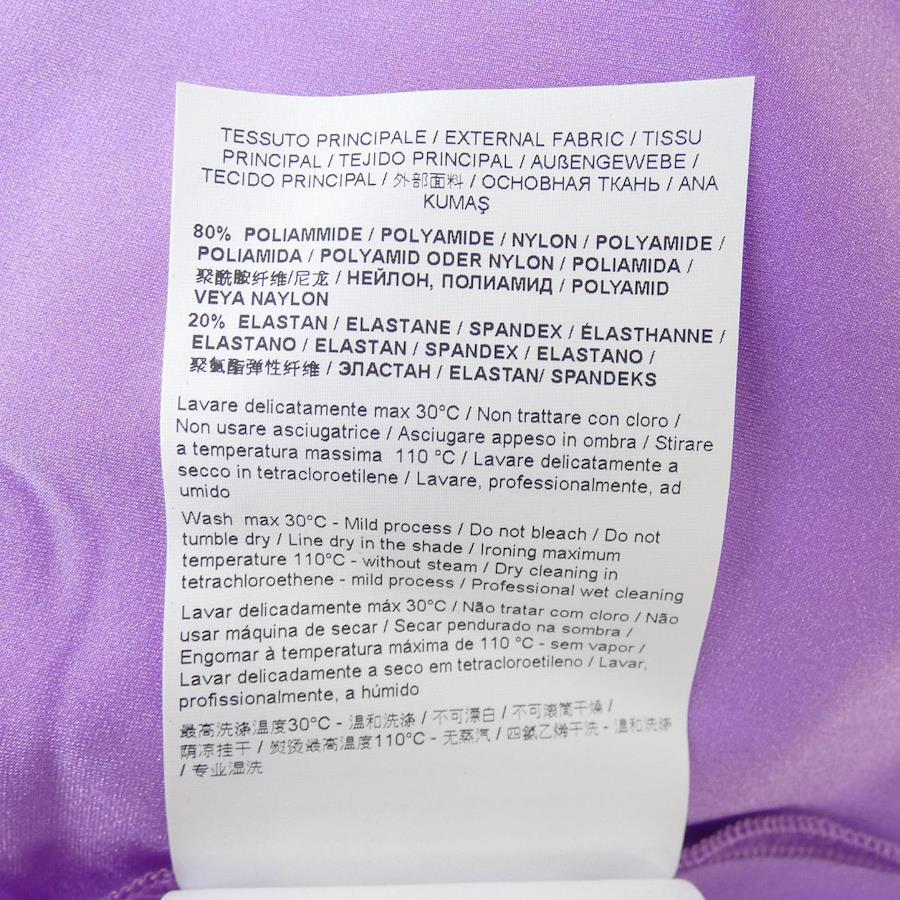 TESSUTO PRINCIPALE / EXTERNAL FABRIC / TISSU
PRINCIPAL / TEJIDO PRINCIPAL / AUßENGEWEBE /
TECIDO PRINCIPAL / 外部面料 / ОСНОВНАЯ ТКАНЬ / ANA
KUMAŞ
80% POLIAMMIDE / POLYAMIDE / NYLON / POLYAMIDE /
POLIAMIDA / POLYAMID ODER NYLON / POLIAMIDA /
聚酰胺纤维/尼龙 / НЕЙЛОН, ПОЛИАМИД / POLYAMID
VEYA NAYLON
20% ELASTAN / ELASTANE / SPANDEX / ÉLASTHANNE /
ELASTANO / ELASTAN / SPANDEX / ELASTANO /
聚氨酯弹性纤维 / ЭЛАСТАН / ELASTAN/ SPANDEKS
Lavare delicatamente max 30°C / Non trattare con cloro /
Non usare asciugatrice / Asciugare appeso in ombra / Stirare
a temperatura massima 110 °C / Lavare delicatamente a
secco in tetracloroetilene / Lavare, professionalmente, ad
umido
Wash max 30°C - Mild process / Do not bleach / Do not
tumble dry / Line dry in the shade / Ironing maximum
temperature 110°C - without steam / Dry cleaning in
tetrachloroethene - mild process / Professional wet cleaning
Lavar delicadamente máx 30°C / Não tratar com cloro / Não
usar máquina de secar / Secar pendurado na sombra /
Engomar à temperatura máxima de 110 °C - sem vapor /
Lavar delicadamente a seco em tetracloroetileno / Lavar,
profissionalmente, a húmido
最高洗涤温度30°C - 温和洗涤 / 不可漂白 / 不可滚筒干燥 /
荫凉挂干 / 熨烫最高温度110°C - 无蒸汽 / 四氯乙烯干洗 - 温和洗涤
/ 专业湿洗